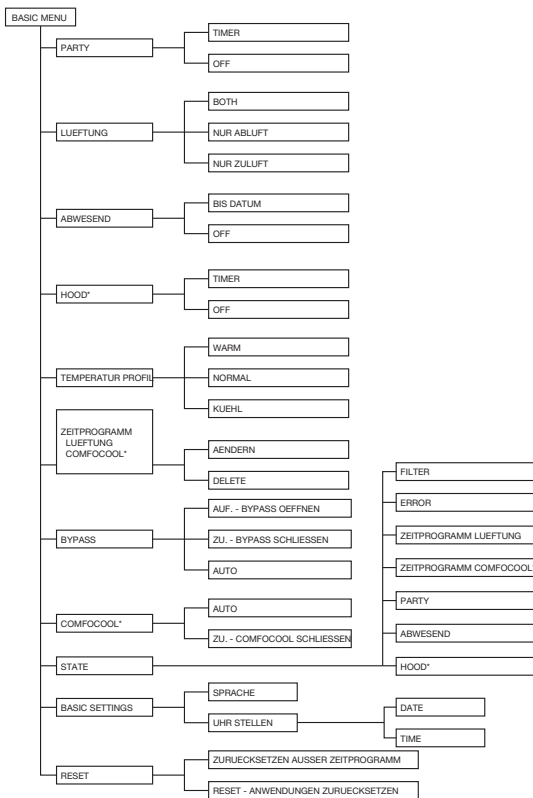 BASIC MENU
PARTY
TIMER
OFF
LUEFTUNG
BOTH
NUR ABLUFT
NUR ZULUFT
ABWESEND
BIS DATUM
OFF
HOOD*
TIMER
OFF
TEMPERATUR PROFIL
WARM
NORMAL
KUEHL
ZEITPROGRAMM
LUEFTUNG
COMFOCOOL*
AENDERN
DELETE
BYPASS
AUF. - BYPASS OEFFNEN
ZU. - BYPASS SCHLIESSEN
AUTO
COMFOCOOL*
AUTO
ZU. - COMFOCOOL SCHLIESSEN
STATE
FILTER
ERROR
ZEITPROGRAMM LUEFTUNG
ZEITPROGRAMM COMFOCOOL*
PARTY
ABWESEND
HOOD*
BASIC SETTINGS
SPRACHE
UHR STELLEN
DATE
TIME
RESET
ZURUECKSETZEN AUSSER ZEITPROGRAMM
RESET - ANWENDUNGEN ZURUECKSETZEN